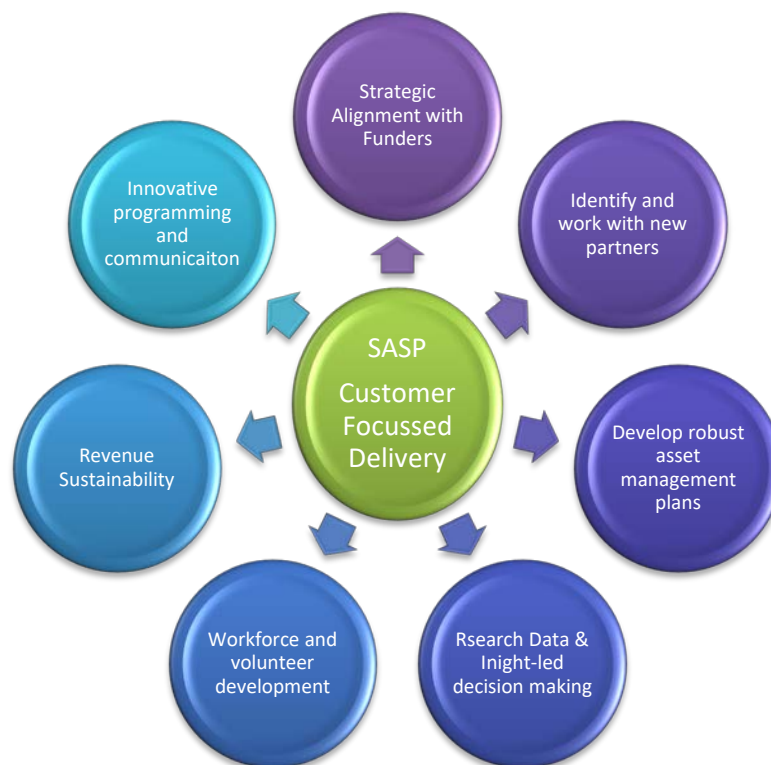 Strategic
Alignment with
Funders
Identify and
work with new
partners
Develop robust
asset
management
plans
Rsearch Data &
Inight-led
decision making
Workforce and
volunteer
development
Revenue
Sustainability
Innovative
programming
and
communicaiton
SASP
Customer
Focussed
Delivery